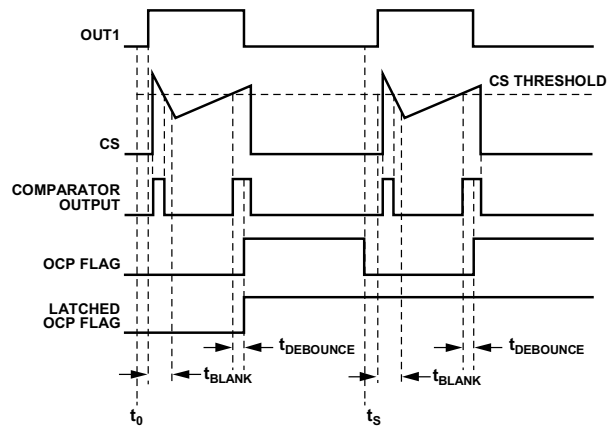 OUT1
CS THRESHOLD
CS
COMPARATOR
OUTPUT
OCP FLAG
LATCHED
OCP FLAG
tDEBOUNCE
tDEBOUNCE
tBLANK
tBLANK
t0
tS